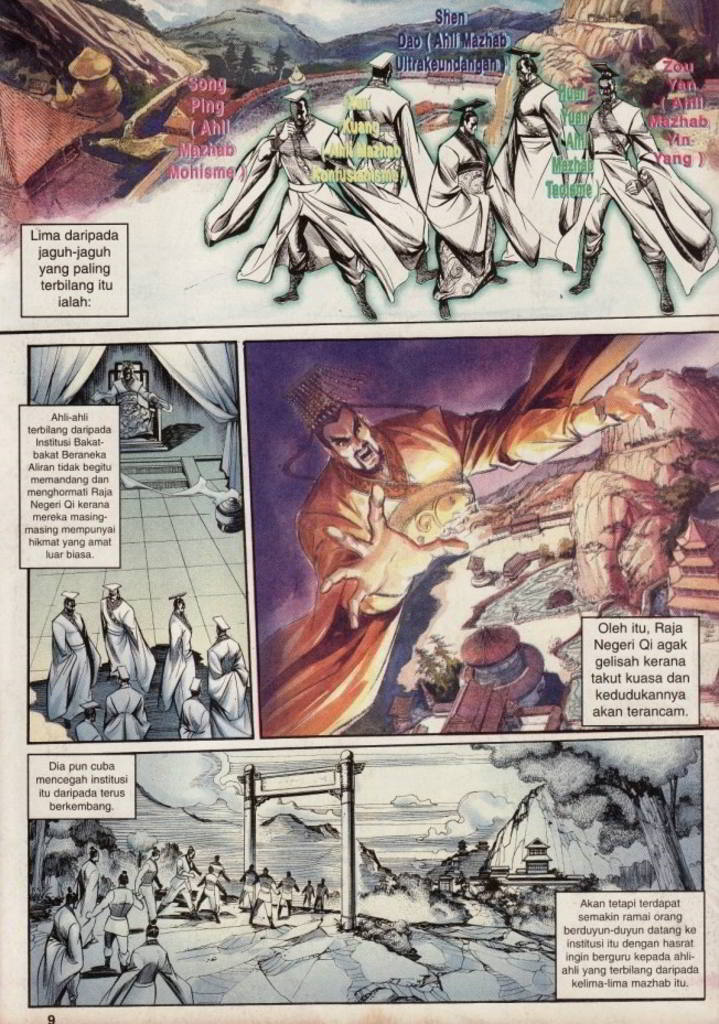 Shen
Dao ( Ahli Mazhab
Ultrakeundangan )
Song
Ping
( Ahli
Mazhab
Mohisme )
Kuang
( Ahli Mazhab
Konfusianisme )
Huan
Yuan
( Ahli
Mazhab
Taoisme )
Zou
Yan
( Ahli
Mazhab
Yin
Yang )
Lima daripada
jaguh-jaguh
yang paling
terbilang itu
ialah:
Ahli-ahli
terbilang daripada
Institusi Bakat-
bakat Beraneka
Aliran tidak begitu
memandang dan
menghormati Raja
Negeri Qi kerana
mereka masing-
masing mempunyai
hikmat yang amat
luar biasa.
Oleh itu, Raja
Negeri Qi agak
gelisah kerana
takut kuasa dan
kedudukannya
akan terancam.
Dia pun cuba
mencegah institusi
itu daripada terus
berkembang.
Akan tetapi terdapat
semakin ramai orang
berduyun-duyun datang ke
institusi itu dengan hasrat
ingin berguru kepada ahli-
ahli yang terbilang daripada
kelima-lima mazhab itu.
9